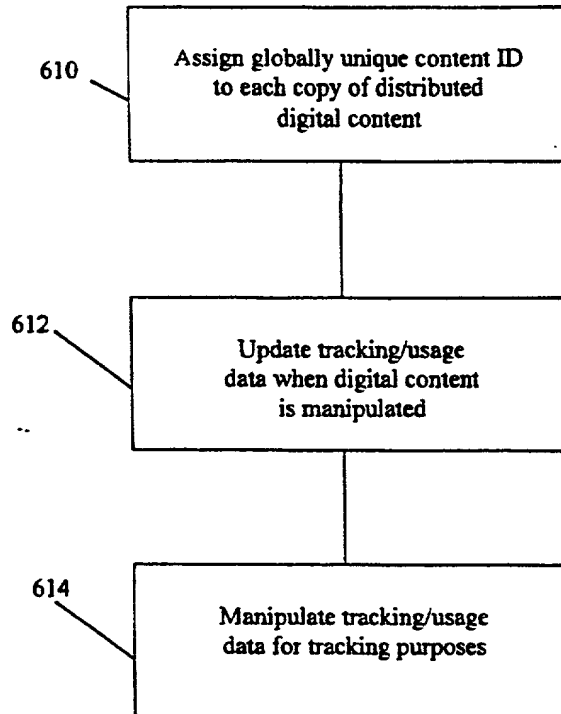 610
Assign globally unique content ID
to each copy of distributed
digital content
612
Update tracking/usage
data when digital content
is manipulated
614
Manipulate tracking/usage
data for tracking purposes